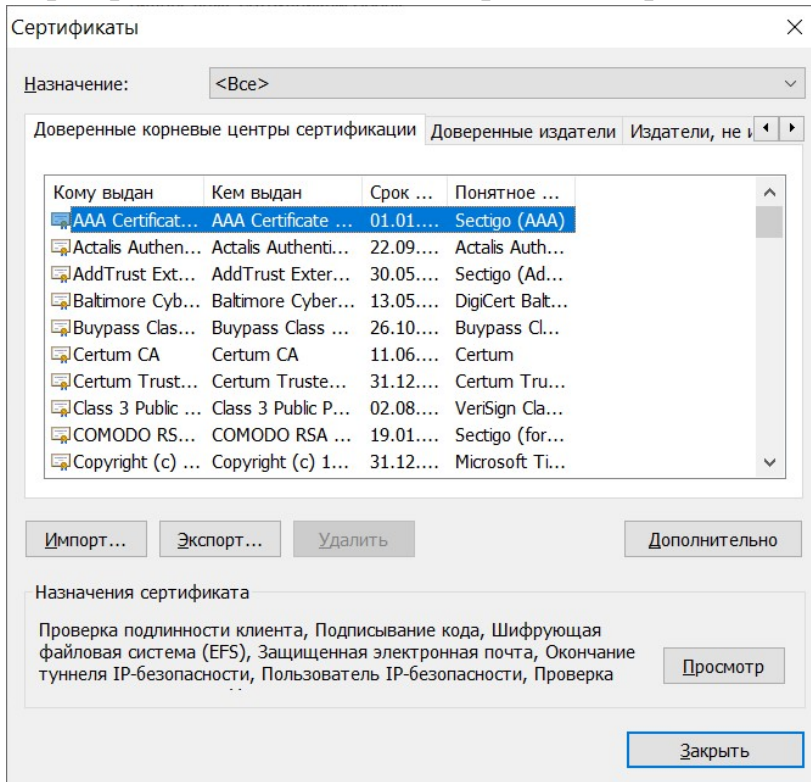 Сертификаты
Назначение: <Все>
Доверенные корневые центры сертификации Доверенные издатели Издатели, не и
Кому выдан Кем выдан Срок ... Понятное ...
AAA Certificat... AAA Certificate ... 01.01.... Sectigo (AAA)
Actalis Authen... Actalis Authenti... 22.09.... Actalis Auth...
AddTrust Ext... AddTrust Exter... 30.05.... Sectigo (Ad...
Baltimore Cyb... Baltimore Cyber... 13.05.... DigiCert Balt...
Buypass Clas... Buypass Class ... 26.10.... Buypass Cl...
Certum CA Certum CA 11.06.... Certum
Certum Trust... Certum Truste... 31.12.... Certum Tru...
Class 3 Public ... Class 3 Public P... 02.08.... VeriSign Cla...
COMODO RS... COMODO RSA ... 19.01.... Sectigo (for...
Copyright (c) ... Copyright (c) 1... 31.12.... Microsoft Ti...
Импорт... Экспорт... Удалить Дополнительно
Назначения сертификата
Проверка подлинности клиента, Подписывание кода, Шифрующая
файловая система (EFS), Защищенная электронная почта, Окончание
туннеля IP-безопасности, Пользователь IP-безопасности, Проверка
Просмотр
Закрыть